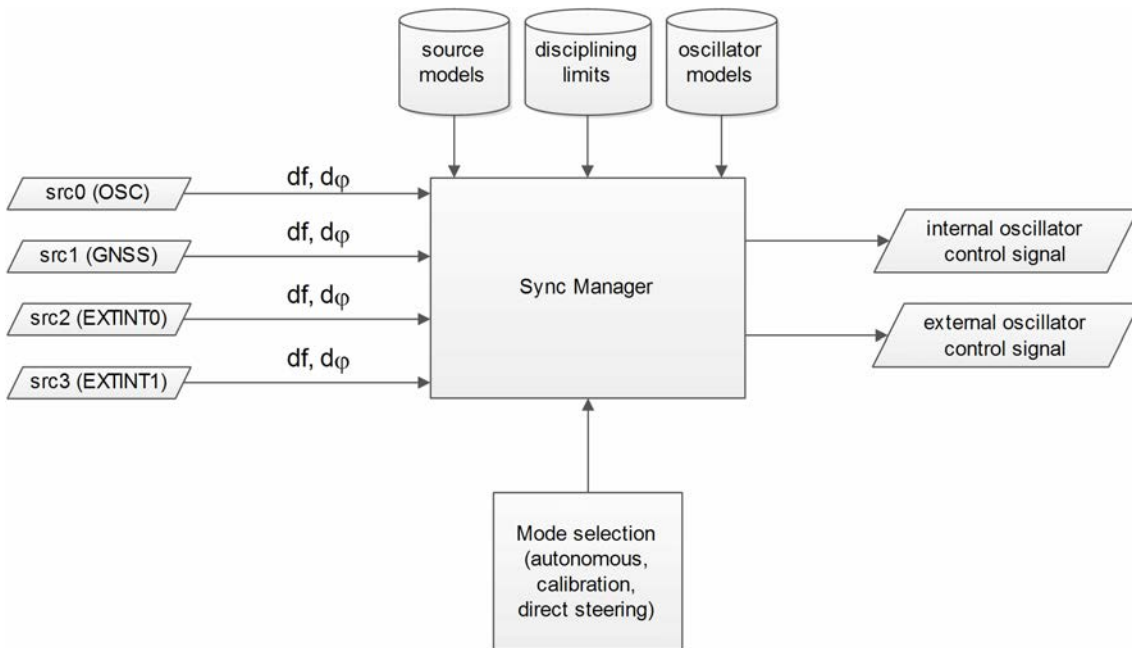 source
models
disciplining
limits
oscillator
models
src0 (OSC)
df, dφ
src1 (GNSS)
df, dφ
src2 (EXTINT0)
df, dφ
src3 (EXTINT1)
df, dφ
Sync Manager
internal oscillator
control signal
external oscillator
control signal
Mode selection
(autonomous,
calibration,
direct steering)